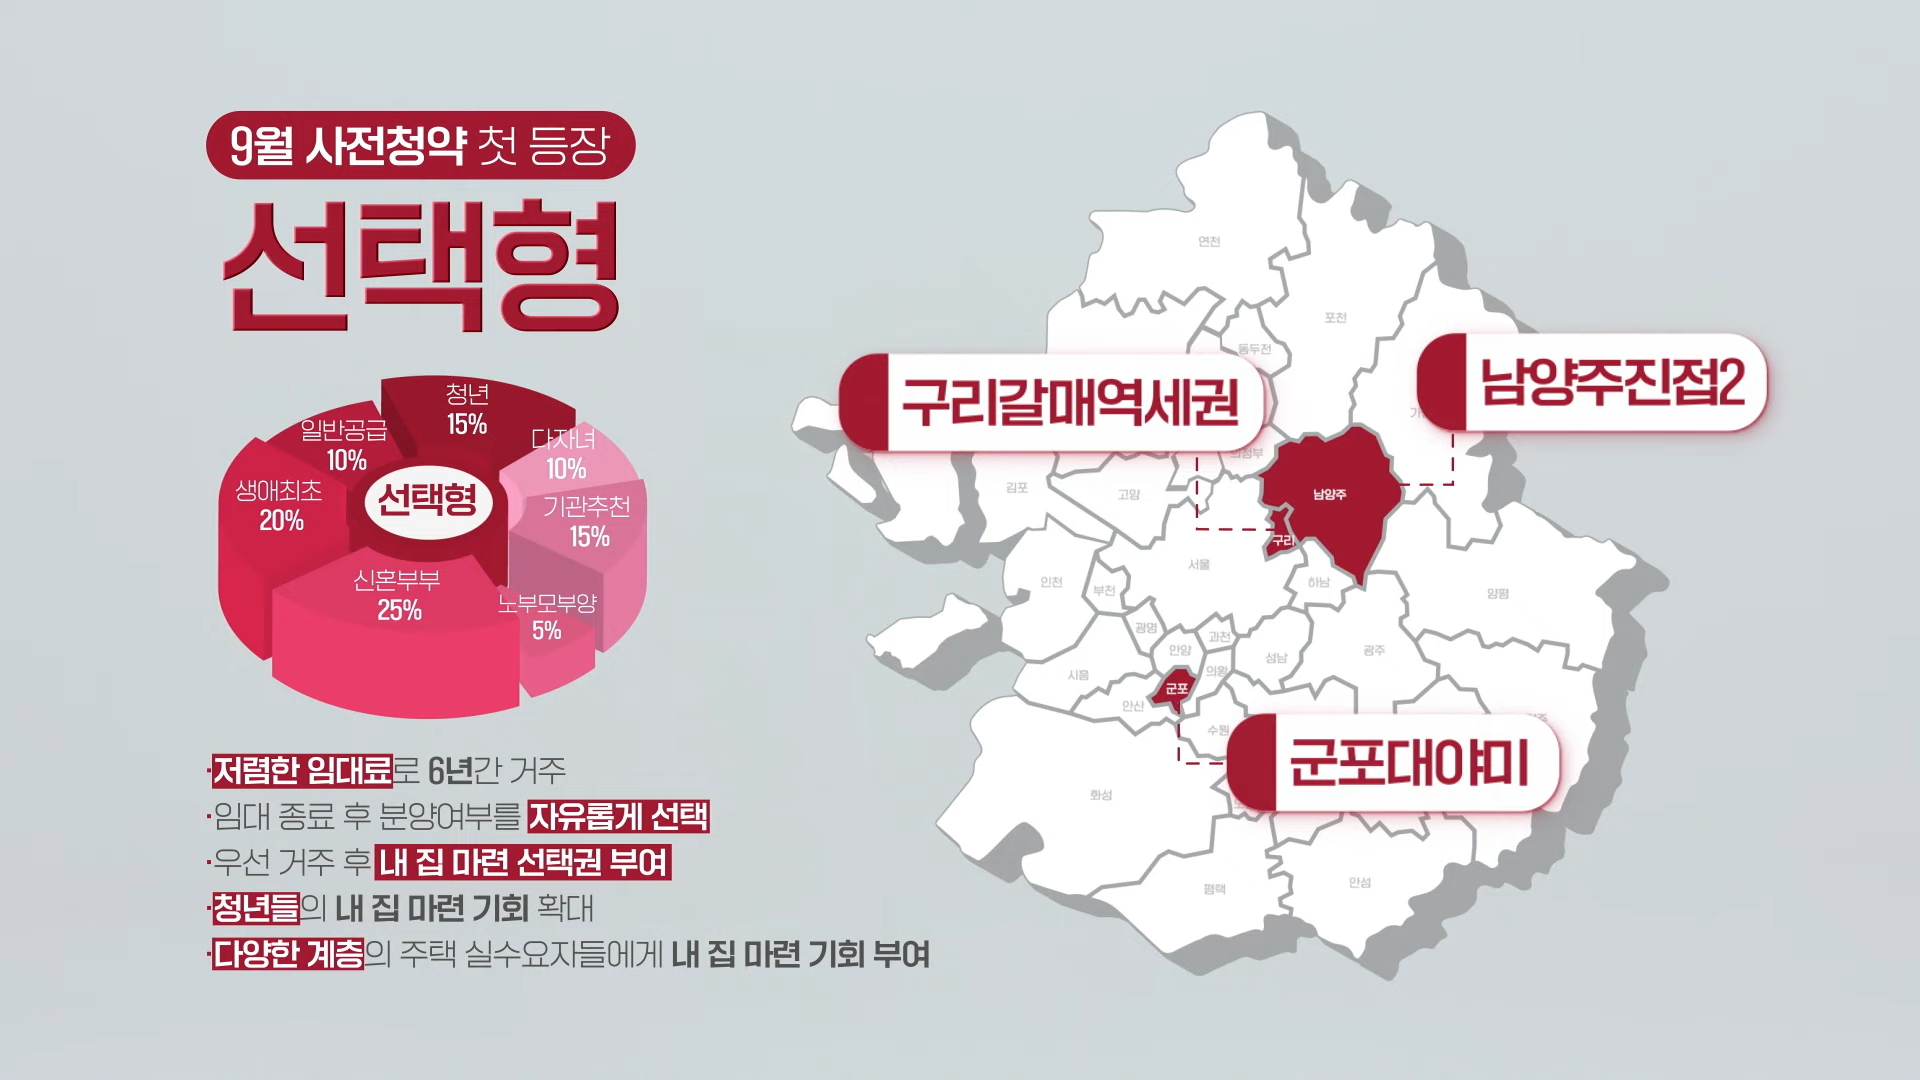 9월 사전청약 첫 등장
선택형
청년
15%
일반공급
10%
다자녀
10%
생애최초
20%
선택형
기관추천
15%
신혼부부
25%
노부모부양
5%
·저렴한 임대료로 6년간 거주
·임대 종료 후 분양여부를 자유롭게 선택
·우선 거주 후 내 집 마련 선택권 부여
·청년들의 내 집 마련 기회 확대
·다양한 계층의 주택 실수요자들에게 내 집 마련 기회 부여
연천
포천
동두천
구리갈매역세권
남양주진접2
의정부
김포
고양
남양주
구리
서울
인천
부천
하남
양평
광명
과천
안양
의왕
성남
광주
시흥
군포
안산
수원
군포대야미
화성
평택
안성